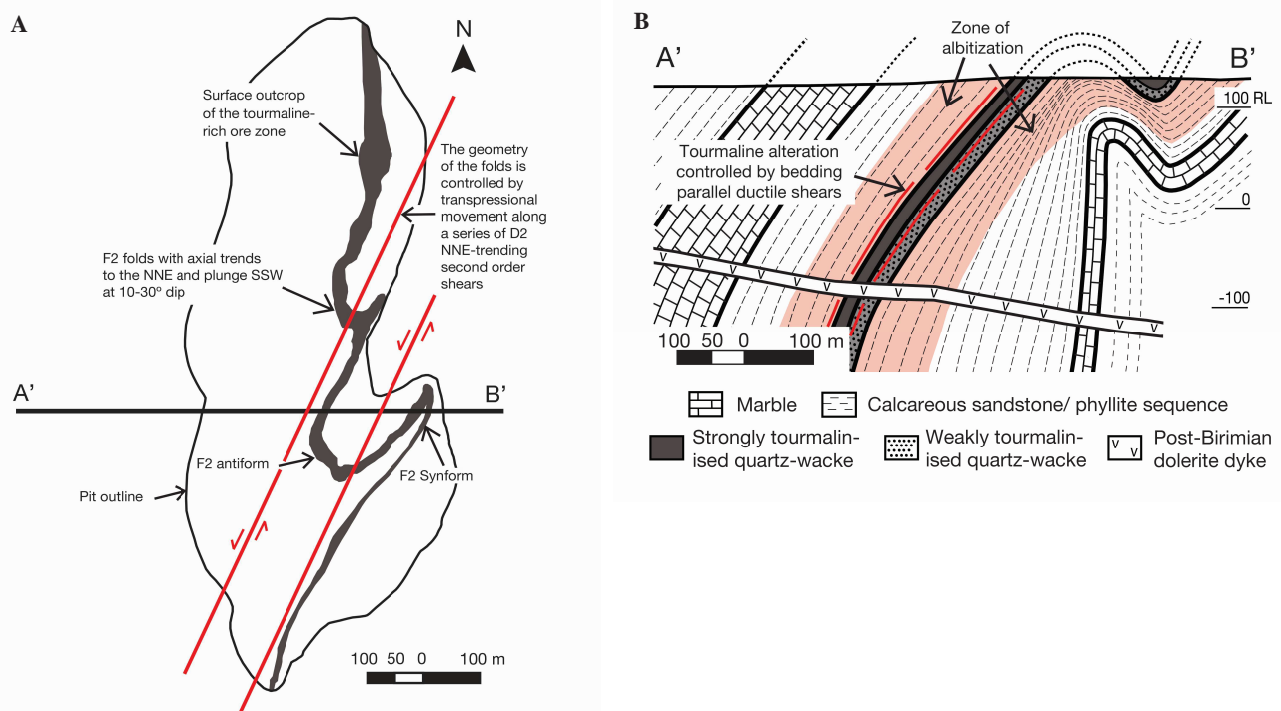 A
N
Surface outcrop
of the tourmaline-
rich ore zone
The geometry
of the folds is
controlled by
transpressional
movement along
a series of D2
NNE-trending
second order
shears
F2 folds with axial trends
to the NNE and plunge SSW
at 10-30º dip
A’
B’
F2 antiform
F2 Synform
Pit outline
100 50 0 100 m
B
Zone of
albitization
A’
B’
100 RL
Tourmaline alteration
controlled by bedding
parallel ductile shears
0
-100
V V V V V V V V V V V
100 50 0 100 m
Marble
Calcareous sandstone/ phyllite sequence
Strongly tourmalin-
ised quartz-wacke
Weakly tourmalin-
ised quartz-wacke
V V
Post-Birimian
dolerite dyke